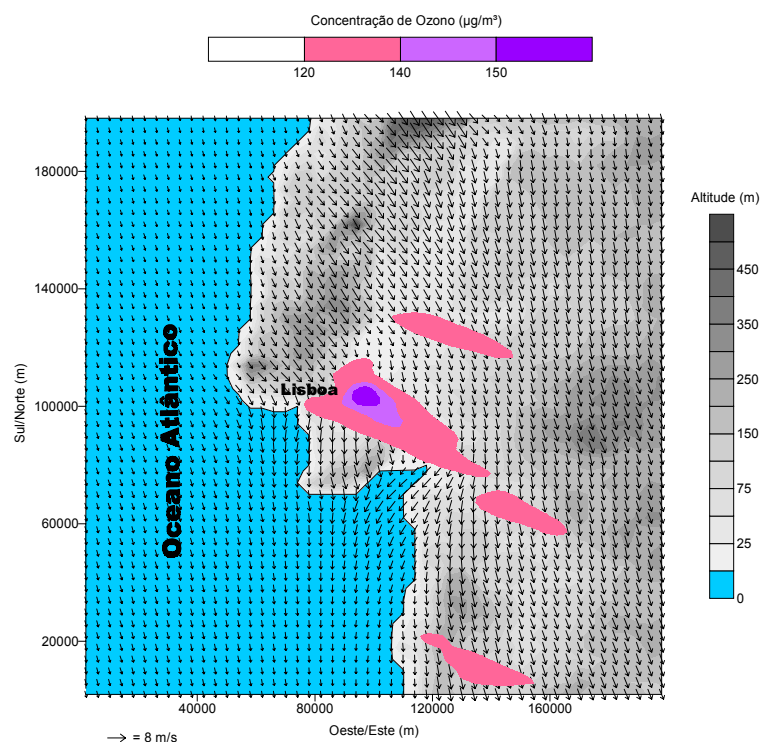 Concentração de Ozono (µg/m³)
120 140 150
180000
140000
100000
60000
20000
Sul/Norte (m)
Oceano Atlântico
Lisboa
Altitude (m)
450
350
250
150
75
25
0
40000 80000 120000 160000
Oeste/Este (m)
= 8 m/s